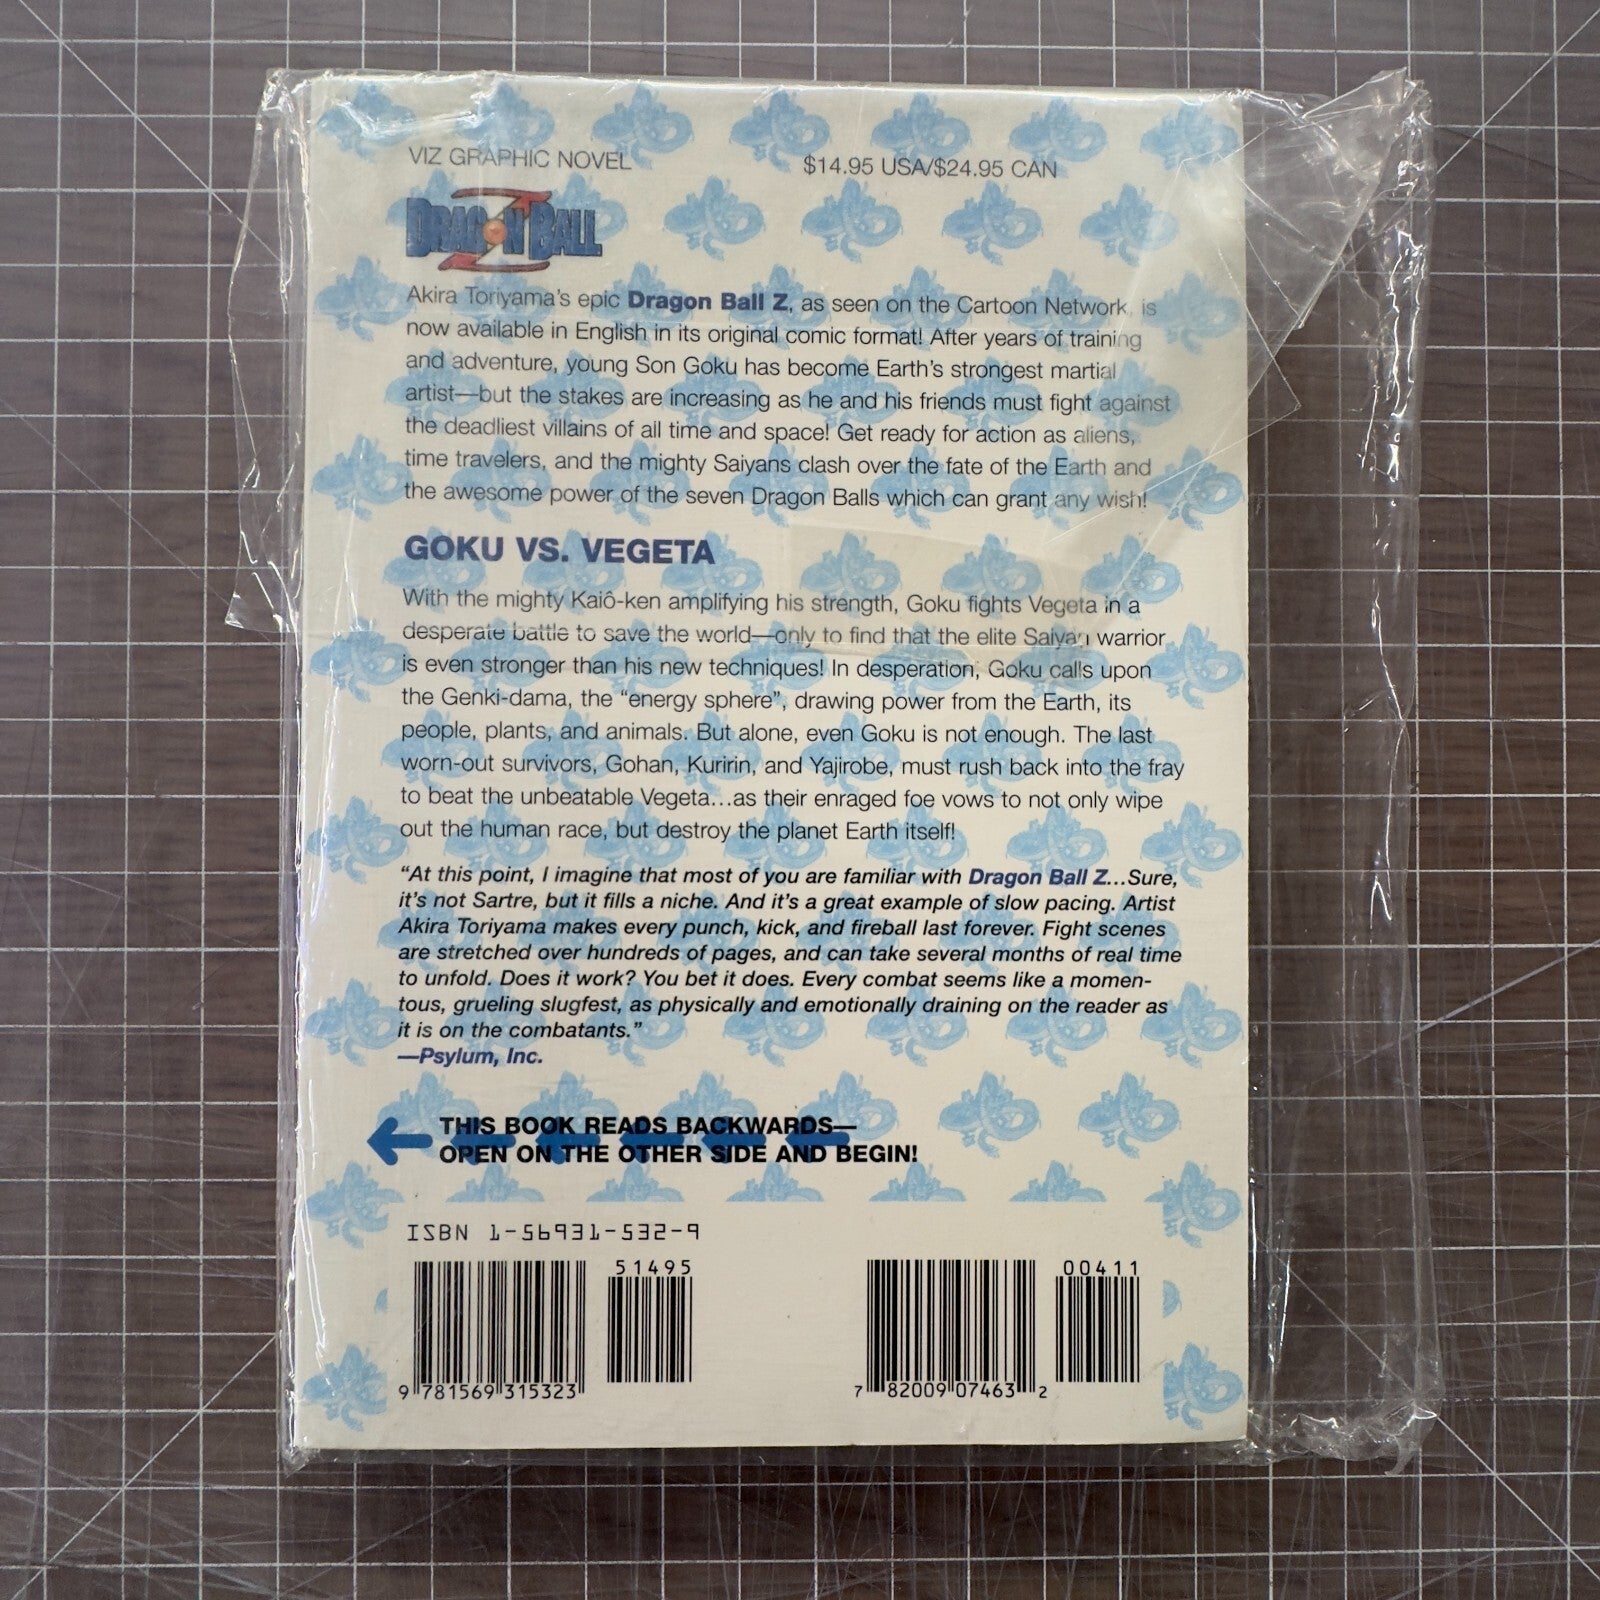 VIZ GRAPHIC NOVEL
$14.95 USA/$24.95 CAN
DRAGON BALL Z
Akira Toriyama's epic Dragon Ball Z, as seen on the Cartoon Network, is
now available in English in its original comic format! After years of training
and adventure, young Son Goku has become Earth's strongest martial
artist—but the stakes are increasing as he and his friends must fight against
the deadliest villains of all time and space! Get ready for action as aliens,
time travelers, and the mighty Saiyans clash over the fate of the Earth and
the awesome power of the seven Dragon Balls which can grant any wish!
GOKU VS. VEGETA
With the mighty Kaiô-ken amplifying his strength, Goku fights Vegeta in a
desperate battle to save the world—only to find that the elite Saiyan warrior
is even stronger than his new techniques! In desperation, Goku calls upon
the Genki-dama, the "energy sphere", drawing power from the Earth, its
people, plants, and animals. But alone, even Goku is not enough. The last
worn-out survivors, Gohan, Kuririn, and Yajirobe, must rush back into the fray
to beat the unbeatable Vegeta...as their enraged foe vows to not only wipe
out the human race, but destroy the planet Earth itself!
"At this point, I imagine that most of you are familiar with Dragon Ball Z...Sure,
it's not Sartre, but it fills a niche. And it's a great example of slow pacing. Artist
Akira Toriyama makes every punch, kick, and fireball last forever. Fight scenes
are stretched over hundreds of pages, and can take several months of real time
to unfold. Does it work? You bet it does. Every combat seems like a momen-
tous, grueling slugfest, as physically and emotionally draining on the reader as
it is on the combatants."
—Psylum, Inc.
THIS BOOK READS BACKWARDS—
OPEN ON THE OTHER SIDE AND BEGIN!
ISBN 1-56931-532-9
51495
9 781569 315323
00411
7 82009 07463 2